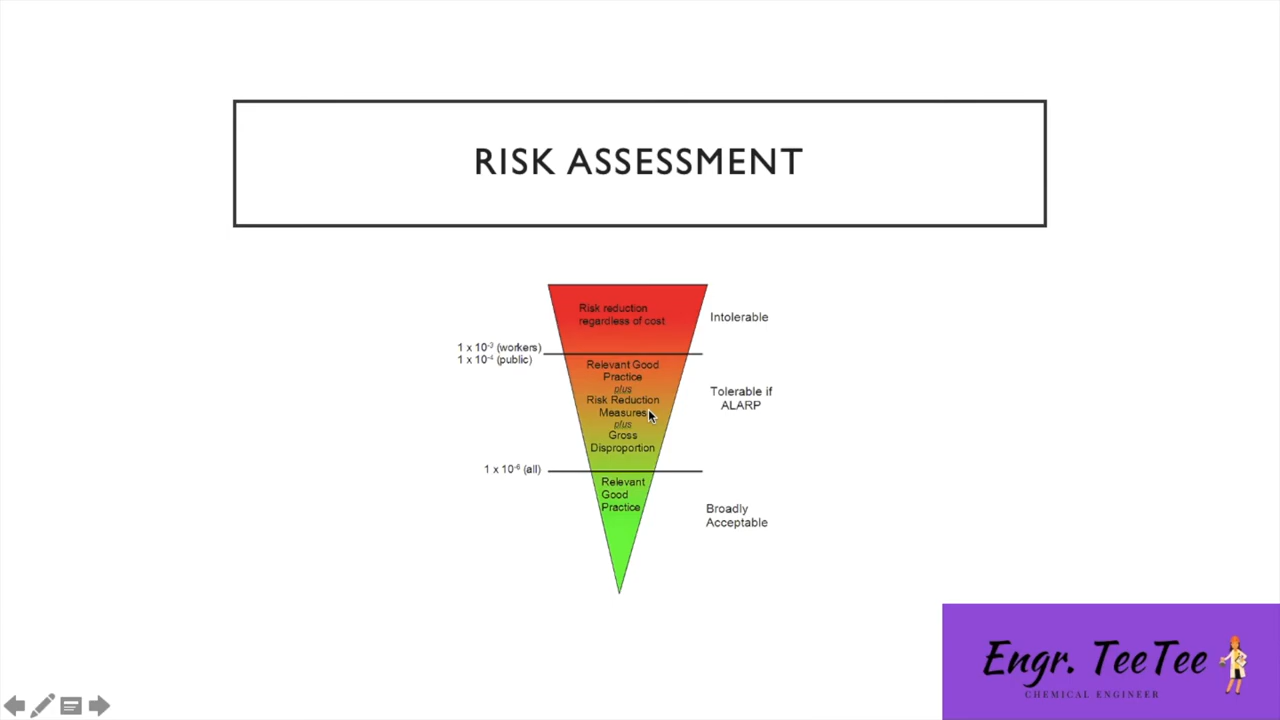 RISK ASSESSMENT
Risk reduction
regardless of cost
Intolerable
1 x 10⁻³ (workers)
1 x 10⁻⁴ (public)
Relevant Good
Practice
plus
Risk Reduction
Measures
plus
Gross
Disproportion
Tolerable if
ALARP
1 x 10⁻⁶ (all)
Relevant
Good
Practice
Broadly
Acceptable
Engr. TeeTee
CHEMICAL ENGINEER